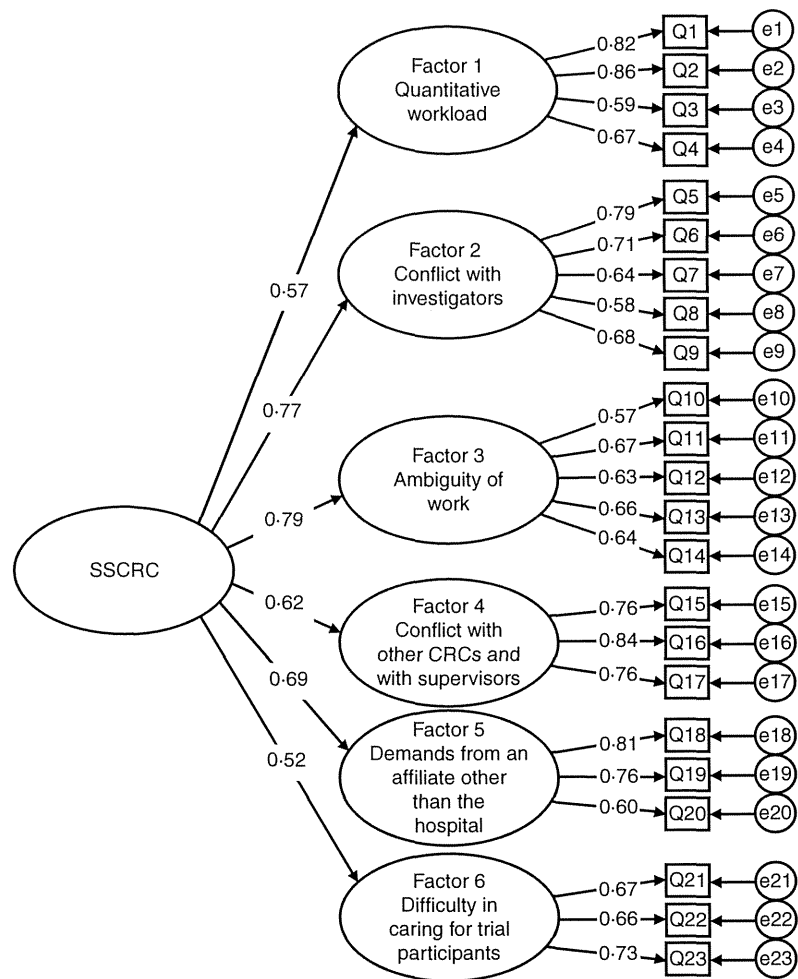 SSCRC
0·57
0·77
0·79
0·62
0·69
0·52
Factor 1
Quantitative
workload
0·82
0·86
0·59
0·67
Q1
e1
Q2
e2
Q3
e3
Q4
e4
Factor 2
Conflict with
investigators
0·79
0·71
0·64
0·58
0·68
Q5
e5
Q6
e6
Q7
e7
Q8
e8
Q9
e9
Factor 3
Ambiguity of
work
0·57
0·67
0·63
0·66
0·64
Q10
e10
Q11
e11
Q12
e12
Q13
e13
Q14
e14
Factor 4
Conflict with
other CRCs and
with supervisors
0·76
0·84
0·76
Q15
e15
Q16
e16
Q17
e17
Factor 5
Demands from an
affiliate other
than the
hospital
0·81
0·76
0·60
Q18
e18
Q19
e19
Q20
e20
Factor 6
Difficulty in
caring for trial
participants
0·67
0·66
0·73
Q21
e21
Q22
e22
Q23
e23